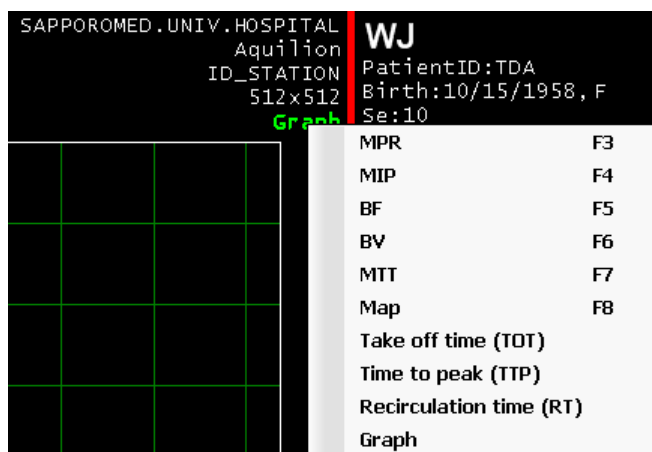 SAPPOROMED.UNIV.HOSPITAL
Aquilion
ID_STATION
512x512
Graph
WJ
PatientID:TDA
Birth:10/15/1958, F
Se:10
MPR F3
MIP F4
BF F5
BV F6
MTT F7
Map F8
Take off time (TOT)
Time to peak (TTP)
Recirculation time (RT)
Graph